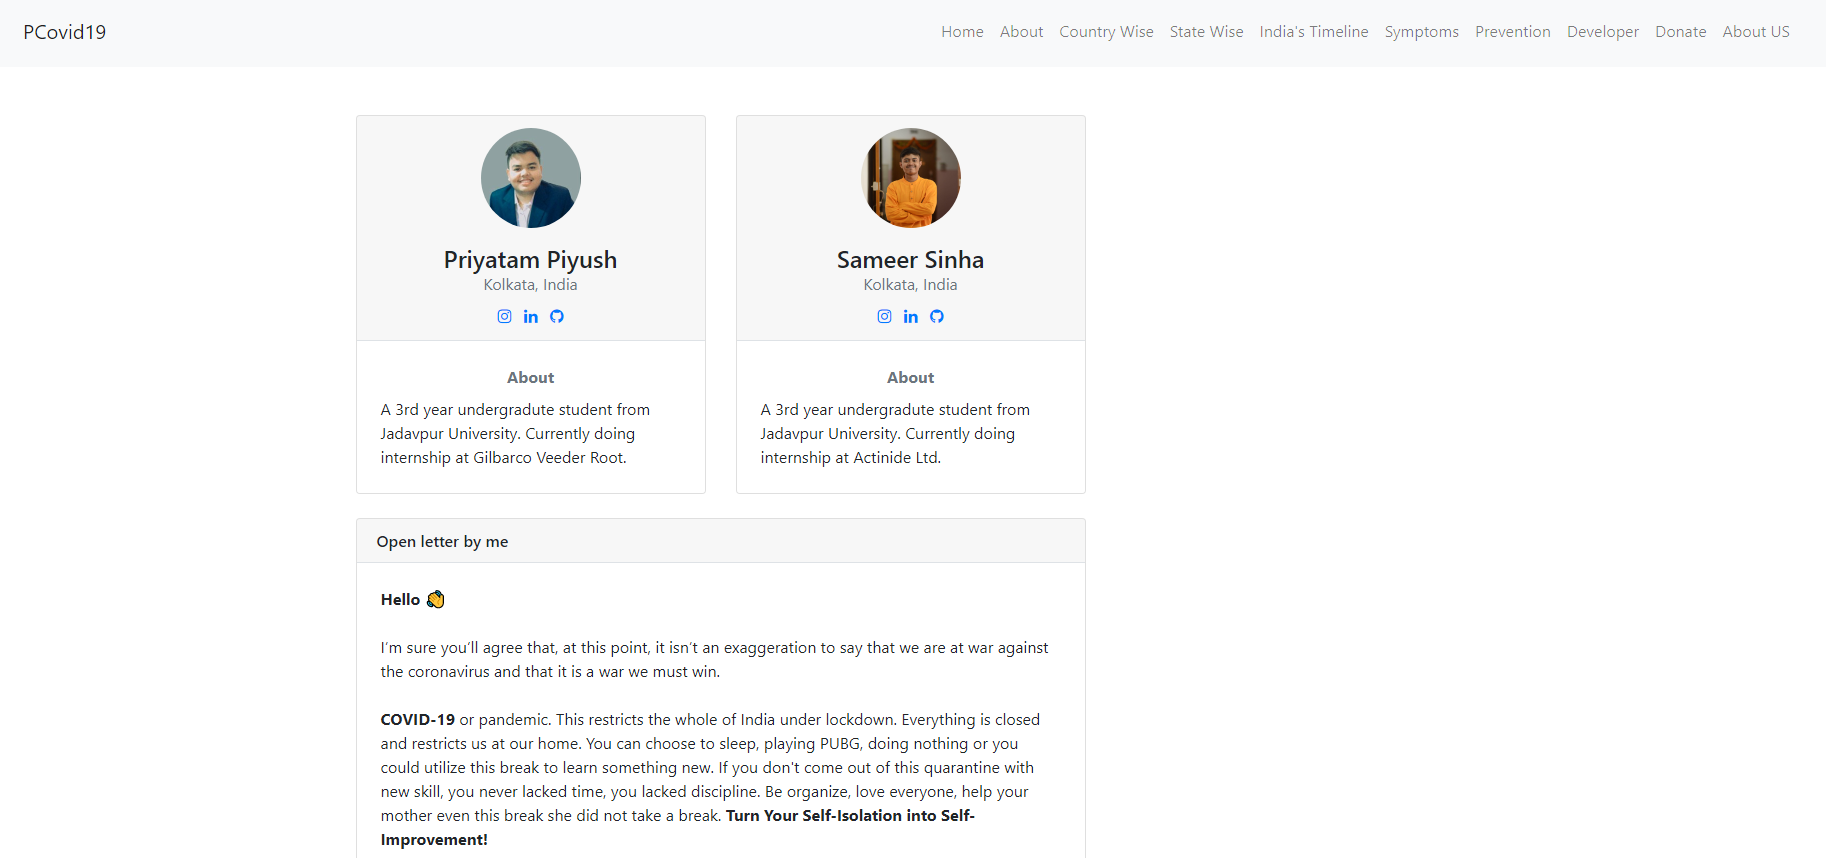 PCovid19
Home About Country Wise State Wise India's Timeline Symptoms Prevention Developer Donate About US
Priyatam Piyush
Kolkata, India
About
A 3rd year undergradute student from
Jadavpur University. Currently doing
internship at Gilbarco Veeder Root.
Sameer Sinha
Kolkata, India
About
A 3rd year undergradute student from
Jadavpur University. Currently doing
internship at Actinide Ltd.
Open letter by me
Hello 👋
I’m sure you’ll agree that, at this point, it isn’t an exaggeration to say that we are at war against
the coronavirus and that it is a war we must win.
COVID-19 or pandemic. This restricts the whole of India under lockdown. Everything is closed
and restricts us at our home. You can choose to sleep, playing PUBG, doing nothing or you
could utilize this break to learn something new. If you don't come out of this quarantine with
new skill, you never lacked time, you lacked discipline. Be organize, love everyone, help your
mother even this break she did not take a break. Turn Your Self-Isolation into Self-
Improvement!